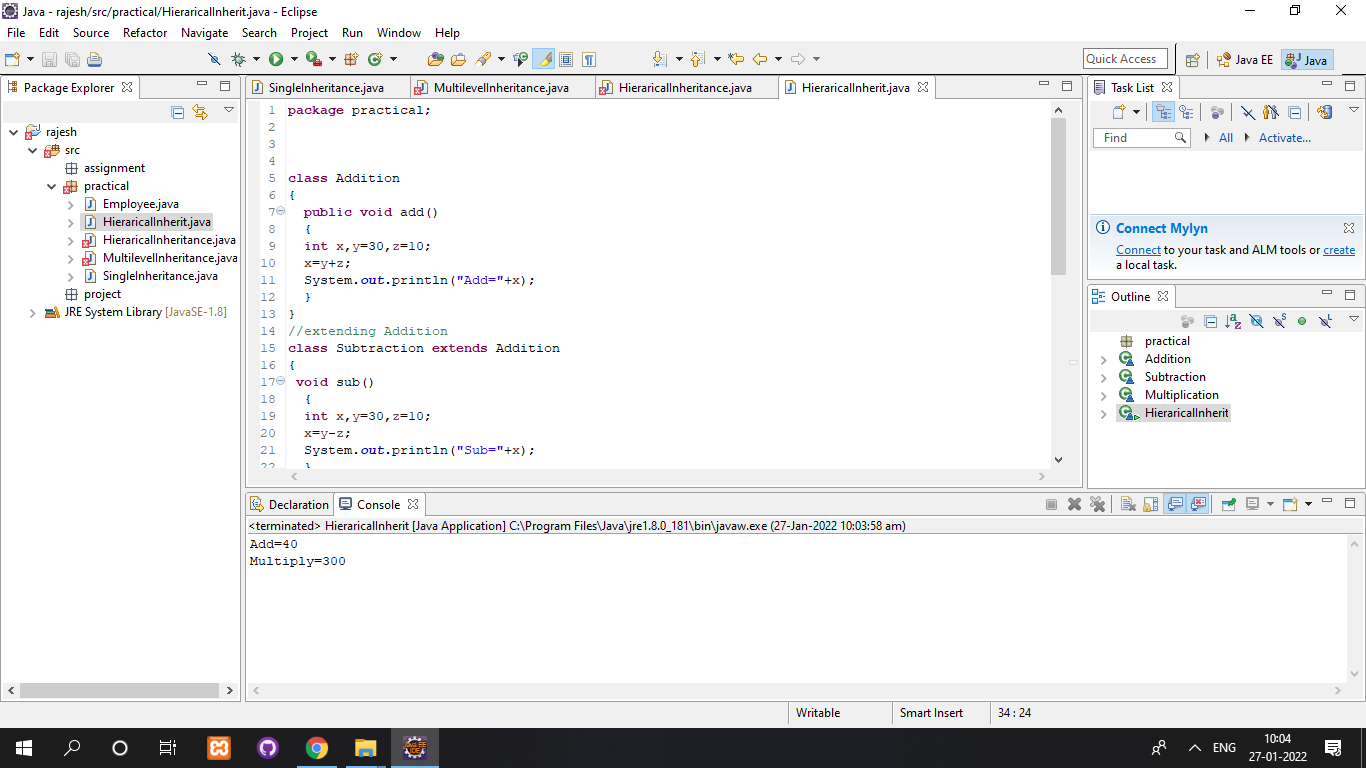 Java - rajesh/src/practical/HieraricalInherit.java - Eclipse
File Edit Source Refactor Navigate Search Project Run Window Help
Quick Access
Java EE
Java
Package Explorer
rajesh
src
assignment
practical
Employee.java
HieraricalInherit.java
HieraricalInheritance.java
MultilevelInheritance.java
SingleInheritance.java
project
JRE System Library [JavaSE-1.8]
SingleInheritance.java
MultilevelInheritance.java
HieraricalInheritance.java
HieraricalInherit.java
1 package practical;
2
3
4
5 class Addition
6 {
7 public void add()
8 {
9 int x,y=30,z=10;
10 x=y+z;
11 System.out.println("Add="+x);
12 }
13 }
14 //extending Addition
15 class Subtraction extends Addition
16 {
17 void sub()
18 {
19 int x,y=30,z=10;
20 x=y-z;
21 System.out.println("Sub="+x);
22 }
Task List
Find
All
Activate...
Connect Mylyn
Connect to your task and ALM tools or create
a local task.
Outline
practical
Addition
Subtraction
Multiplication
HieraricalInherit
Declaration
Console
<terminated> HieraricalInherit [Java Application] C:\Program Files\Java\jre1.8.0_181\bin\javaw.exe (27-Jan-2022 10:03:58 am)
Add=40
Multiply=300
Writable
Smart Insert
34 : 24
ENG
10:04
27-01-2022